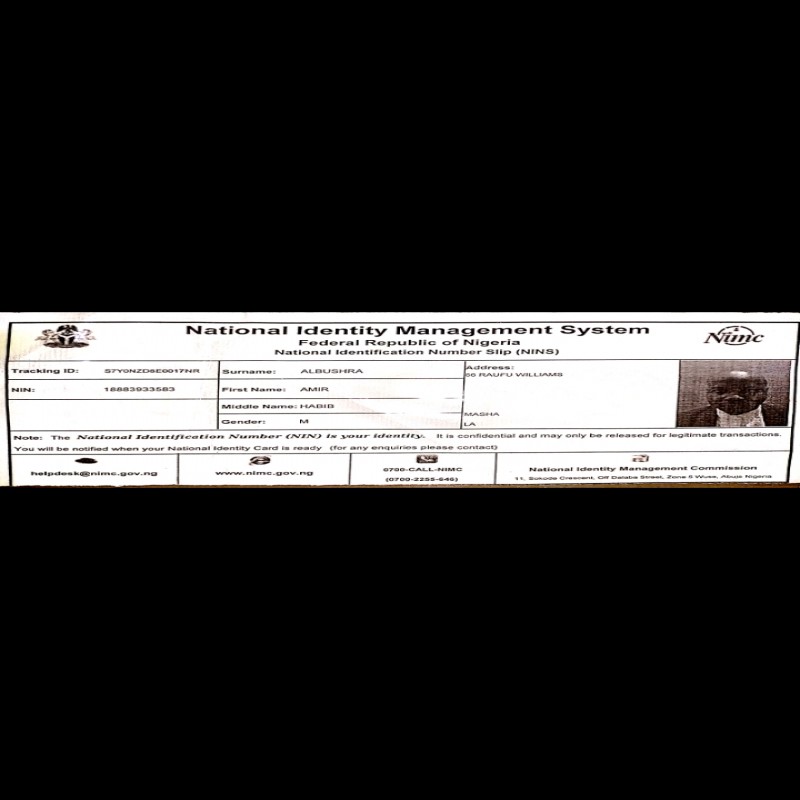 National Identity Management System
Federal Republic of Nigeria
National Identification Number Slip (NINS)
Nimc
Tracking ID: S7Y0NZD6E0017NR
Surname: ALBUSHRA
Address:
66 RAUFU WILLIAMS
NIN: 18883933583
First Name: AMIR
Middle Name: HABIB
MASHA
Gender: M
LA
Note: The National Identification Number (NIN) is your identity. It is confidential and may only be released for legitimate transactions.
You will be notified when your National Identity Card is ready (for any enquiries please contact)
helpdesk@nimc.gov.ng
www.nimc.gov.ng
0700-CALL-NIMC
(0700-2255-646)
National Identity Management Commission
11, Sokode Crescent, Off Dalaba Street, Zone 5 Wuse, Abuja Nigeria